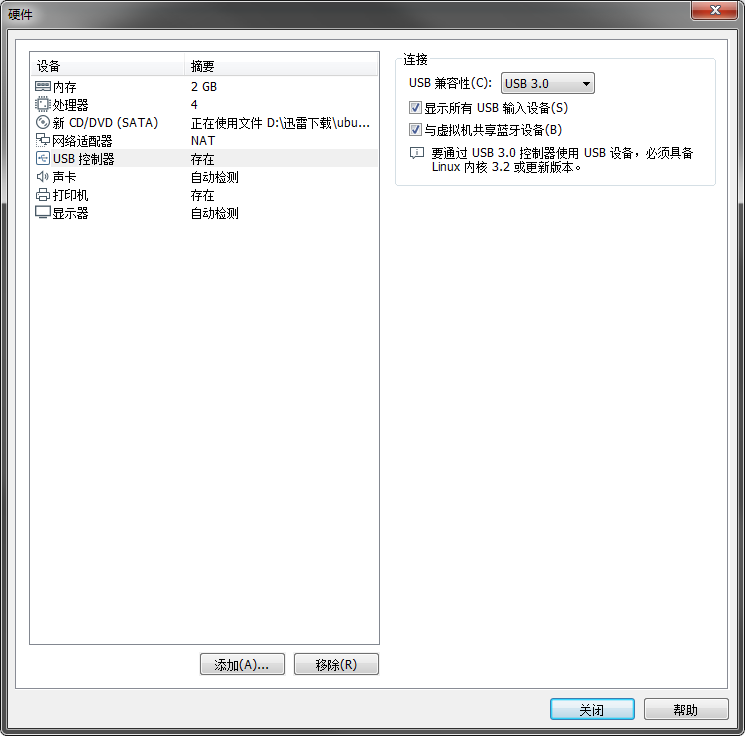 硬件
设备 摘要
内存 2 GB
处理器 4
新 CD/DVD (SATA) 正在使用文件 D:\迅雷下载\ubu...
网络适配器 NAT
USB 控制器 存在
声卡 自动检测
打印机 存在
显示器 自动检测
添加(A)... 移除(R)
连接
USB 兼容性(C): USB 3.0
显示所有 USB 输入设备(S)
与虚拟机共享蓝牙设备(B)
要通过 USB 3.0 控制器使用 USB 设备，必须具备
Linux 内核 3.2 或更新版本。
关闭 帮助